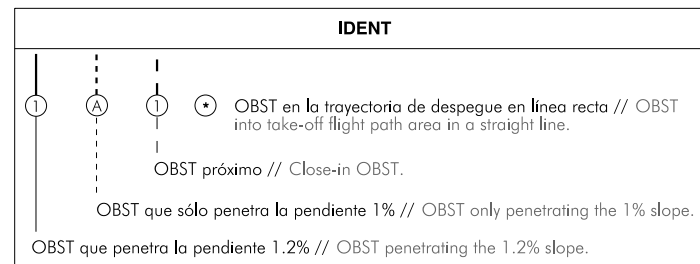 IDENT
1 A 1 * OBST en la trayectoria de despegue en línea recta // OBST
into take-off flight path area in a straight line.
OBST próximo // Close-in OBST.
OBST que sólo penetra la pendiente 1% // OBST only penetrating the 1% slope.
OBST que penetra la pendiente 1.2% // OBST penetrating the 1.2% slope.